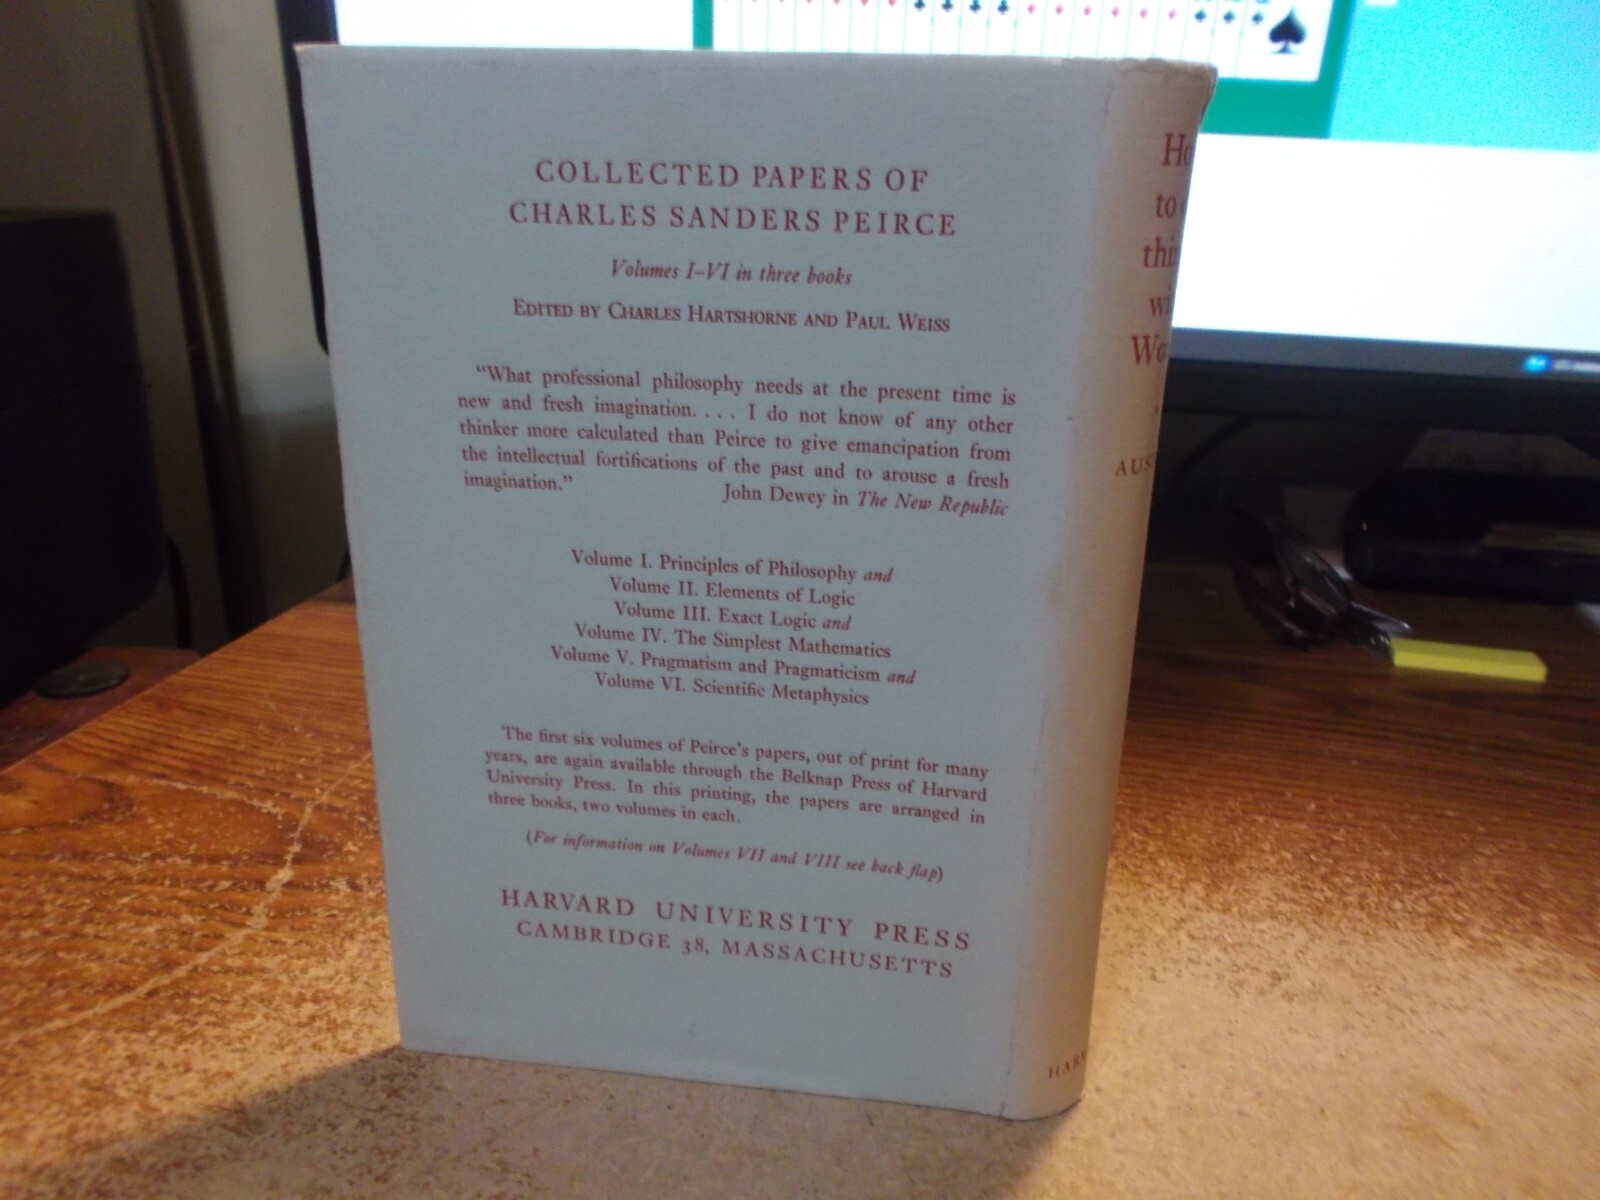 COLLECTED PAPERS OF
CHARLES SANDERS PEIRCE
Volumes I–VI in three books
EDITED BY CHARLES HARTSHORNE AND PAUL WEISS
“What professional philosophy needs at the present time is
new and fresh imagination. . . . I do not know of any other
thinker more calculated than Peirce to give emancipation from
the intellectual fortifications of the past and to arouse a fresh
imagination.” John Dewey in The New Republic
Volume I. Principles of Philosophy and
Volume II. Elements of Logic
Volume III. Exact Logic and
Volume IV. The Simplest Mathematics
Volume V. Pragmatism and Pragmaticism and
Volume VI. Scientific Metaphysics
The first six volumes of Peirce’s papers, out of print for many
years, are again available through the Belknap Press of Harvard
University Press. In this printing, the papers are arranged in
three books, two volumes in each.
(For information on Volumes VII and VIII see back flap)
HARVARD UNIVERSITY PRESS
CAMBRIDGE 38, MASSACHUSETTS
Ho
to
thi
wi
Wo
AUS
HARV